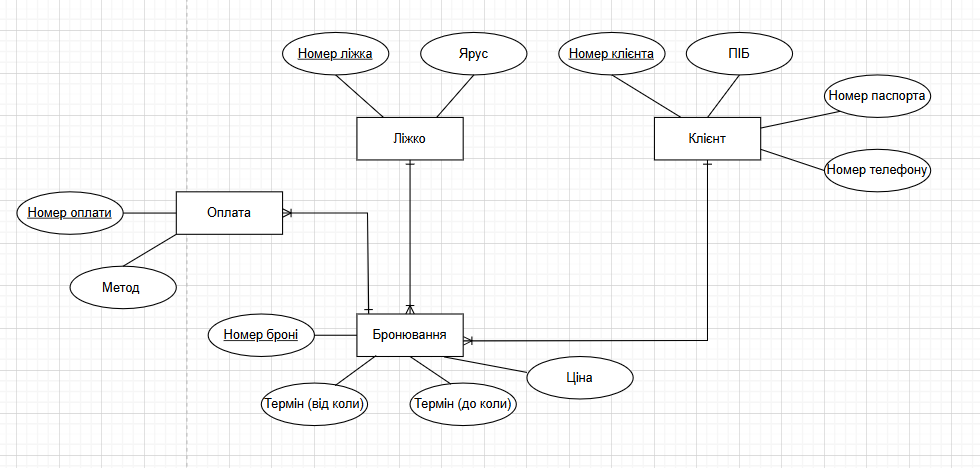 Номер ліжка
Ярус
Номер клієнта
ПІБ
Номер паспорта
Ліжко
Клієнт
Номер телефону
Номер оплати
Оплата
Метод
Номер броні
Бронювання
Ціна
Термін (від коли)
Термін (до коли)